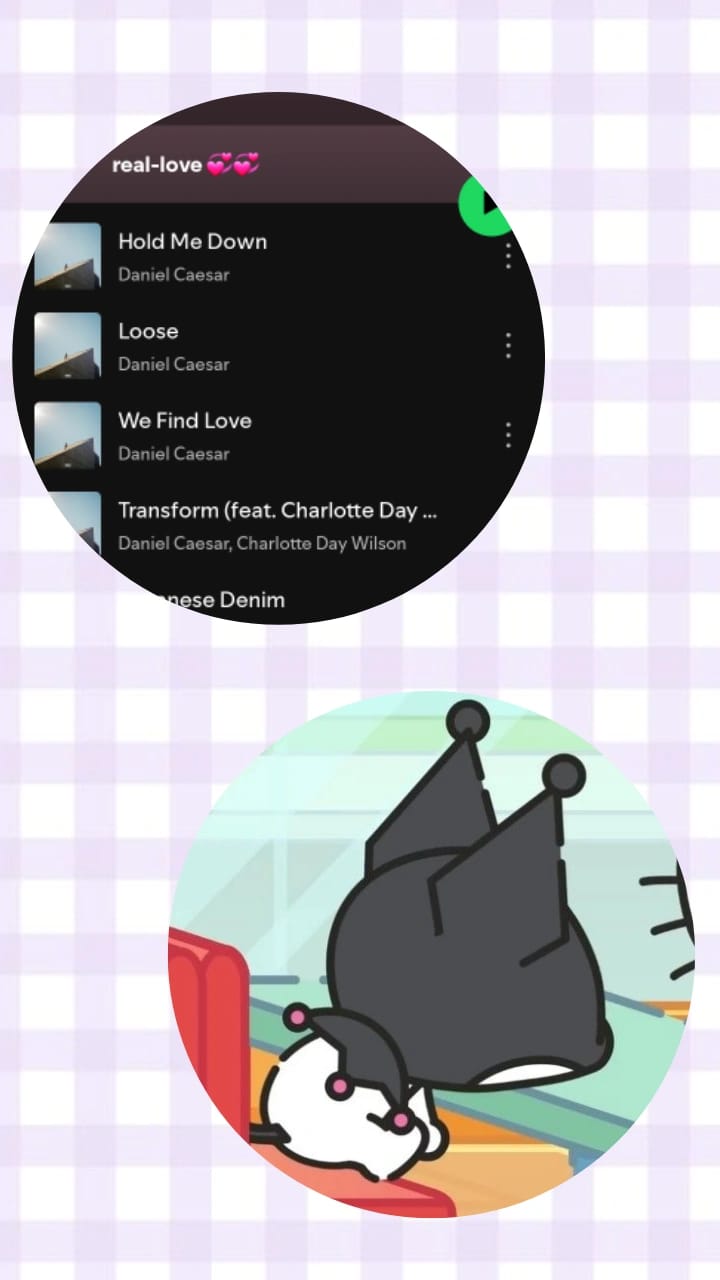 real-love 💞💞
Hold Me Down
Daniel Caesar
Loose
Daniel Caesar
We Find Love
Daniel Caesar
Transform (feat. Charlotte Day ...
Daniel Caesar, Charlotte Day Wilson
nese Denim